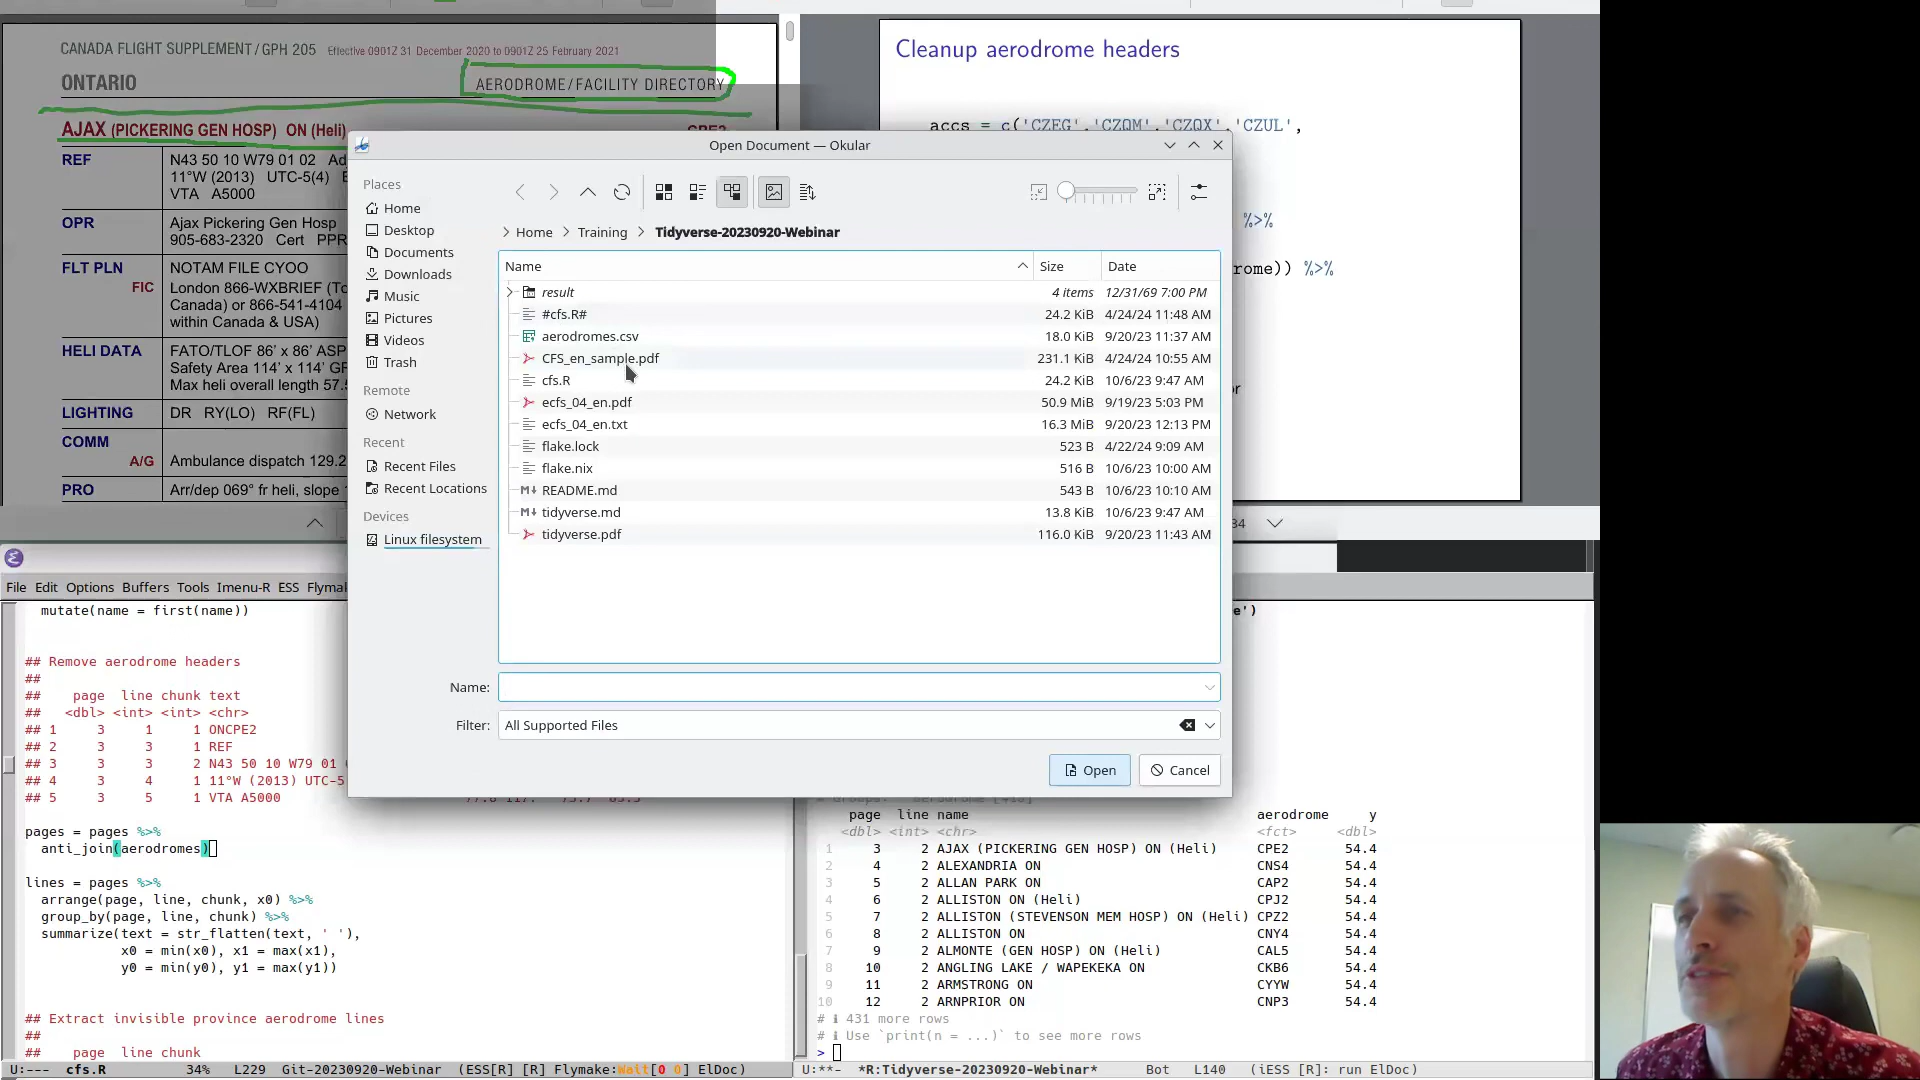 CANADA FLIGHT SUPPLEMENT / GPH 205 Effective 0901Z 31 December 2020 to 0901Z 25 February 2021
ONTARIO
AERODROME/FACILITY DIRECTORY
AJAX (PICKERING GEN HOSP) ON (Heli)
REF
N43 50 10 W79 01 02
11°W (2013) UTC-5(4)
VTA A5000
OPR
Ajax Pickering Gen Hosp
905-683-2320 Cert PPR
FLT PLN
NOTAM FILE CYOO
FIC
London 866-WXBRIEF
Canada) or 866-541-4104
within Canada & USA)
HELI DATA
FATO/TLOF 86' x 86' ASP
Safety Area 114' x 114'
Max heli overall length 57.5
LIGHTING
DR RY(LO) RF(FL)
COMM
A/G
Ambulance dispatch 129.2
PRO
Arr/dep 069° fr heli, slope
Cleanup aerodrome headers
accs = c('CZEG','CZQM','CZQX','CZUL',
%>%
rome)) %>%
or
34
Open Document — Okular
Places
Home
Desktop
Documents
Downloads
Music
Pictures
Videos
Trash
Remote
Network
Recent
Recent Files
Recent Locations
Devices
Linux filesystem
Home Training Tidyverse-20230920-Webinar
Name Size Date
result 4 items 12/31/69 7:00 PM
#cfs.R# 24.2 KiB 4/24/24 11:48 AM
aerodromes.csv 18.0 KiB 9/20/23 11:37 AM
CFS_en_sample.pdf 231.1 KiB 4/24/24 10:55 AM
cfs.R 24.2 KiB 10/6/23 9:47 AM
ecfs_04_en.pdf 50.9 MiB 9/19/23 5:03 PM
ecfs_04_en.txt 16.3 MiB 9/20/23 12:13 PM
flake.lock 523 B 4/22/24 9:09 AM
flake.nix 516 B 10/6/23 10:00 AM
README.md 543 B 10/6/23 10:10 AM
tidyverse.md 13.8 KiB 10/6/23 9:47 AM
tidyverse.pdf 116.0 KiB 9/20/23 11:43 AM
Name:
Filter: All Supported Files
Open Cancel
File Edit Options Buffers Tools Imenu-R ESS Flymal
mutate(name = first(name))
## Remove aerodrome headers
##
## page line chunk text
## <dbl> <int> <int> <chr>
## 1 3 1 1 ONCPE2
## 2 3 3 1 REF
## 3 3 3 2 N43 50 10 W79 01
## 4 3 4 1 11°W (2013) UTC-5
## 5 3 5 1 VTA A5000
pages = pages %>%
anti_join(aerodromes)
lines = pages %>%
arrange(page, line, chunk, x0) %>%
group_by(page, line, chunk) %>%
summarize(text = str_flatten(text, ' '),
x0 = min(x0), x1 = max(x1),
y0 = min(y0), y1 = max(y1))
## Extract invisible province aerodrome lines
##
## page line chunk
U:--- cfs.R 34% L229 Git-20230920-Webinar (ESS[R] [R] Flymake:Wait[0 0] ElDoc)
e')
page line name aerodrome y
<dbl> <int> <chr> <fct> <dbl>
1 3 2 AJAX (PICKERING GEN HOSP) ON (Heli) CPE2 54.4
2 4 2 ALEXANDRIA ON CNS4 54.4
3 5 2 ALLAN PARK ON CAP2 54.4
4 6 2 ALLISTON ON (Heli) CPJ2 54.4
5 7 2 ALLISTON (STEVENSON MEM HOSP) ON (Heli) CPZ2 54.4
6 8 2 ALLISTON ON CNY4 54.4
7 9 2 ALMONTE (GEN HOSP) ON (Heli) CAL5 54.4
8 10 2 ANGLING LAKE / WAPEKEKA ON CKB6 54.4
9 11 2 ARMSTRONG ON CYYW 54.4
10 12 2 ARNPRIOR ON CNP3 54.4
# ℹ 431 more rows
# ℹ Use `print(n = ...)` to see more rows
>
U:**- *R:Tidyverse-20230920-Webinar* Bot L140 (iESS [R]: run ElDoc)